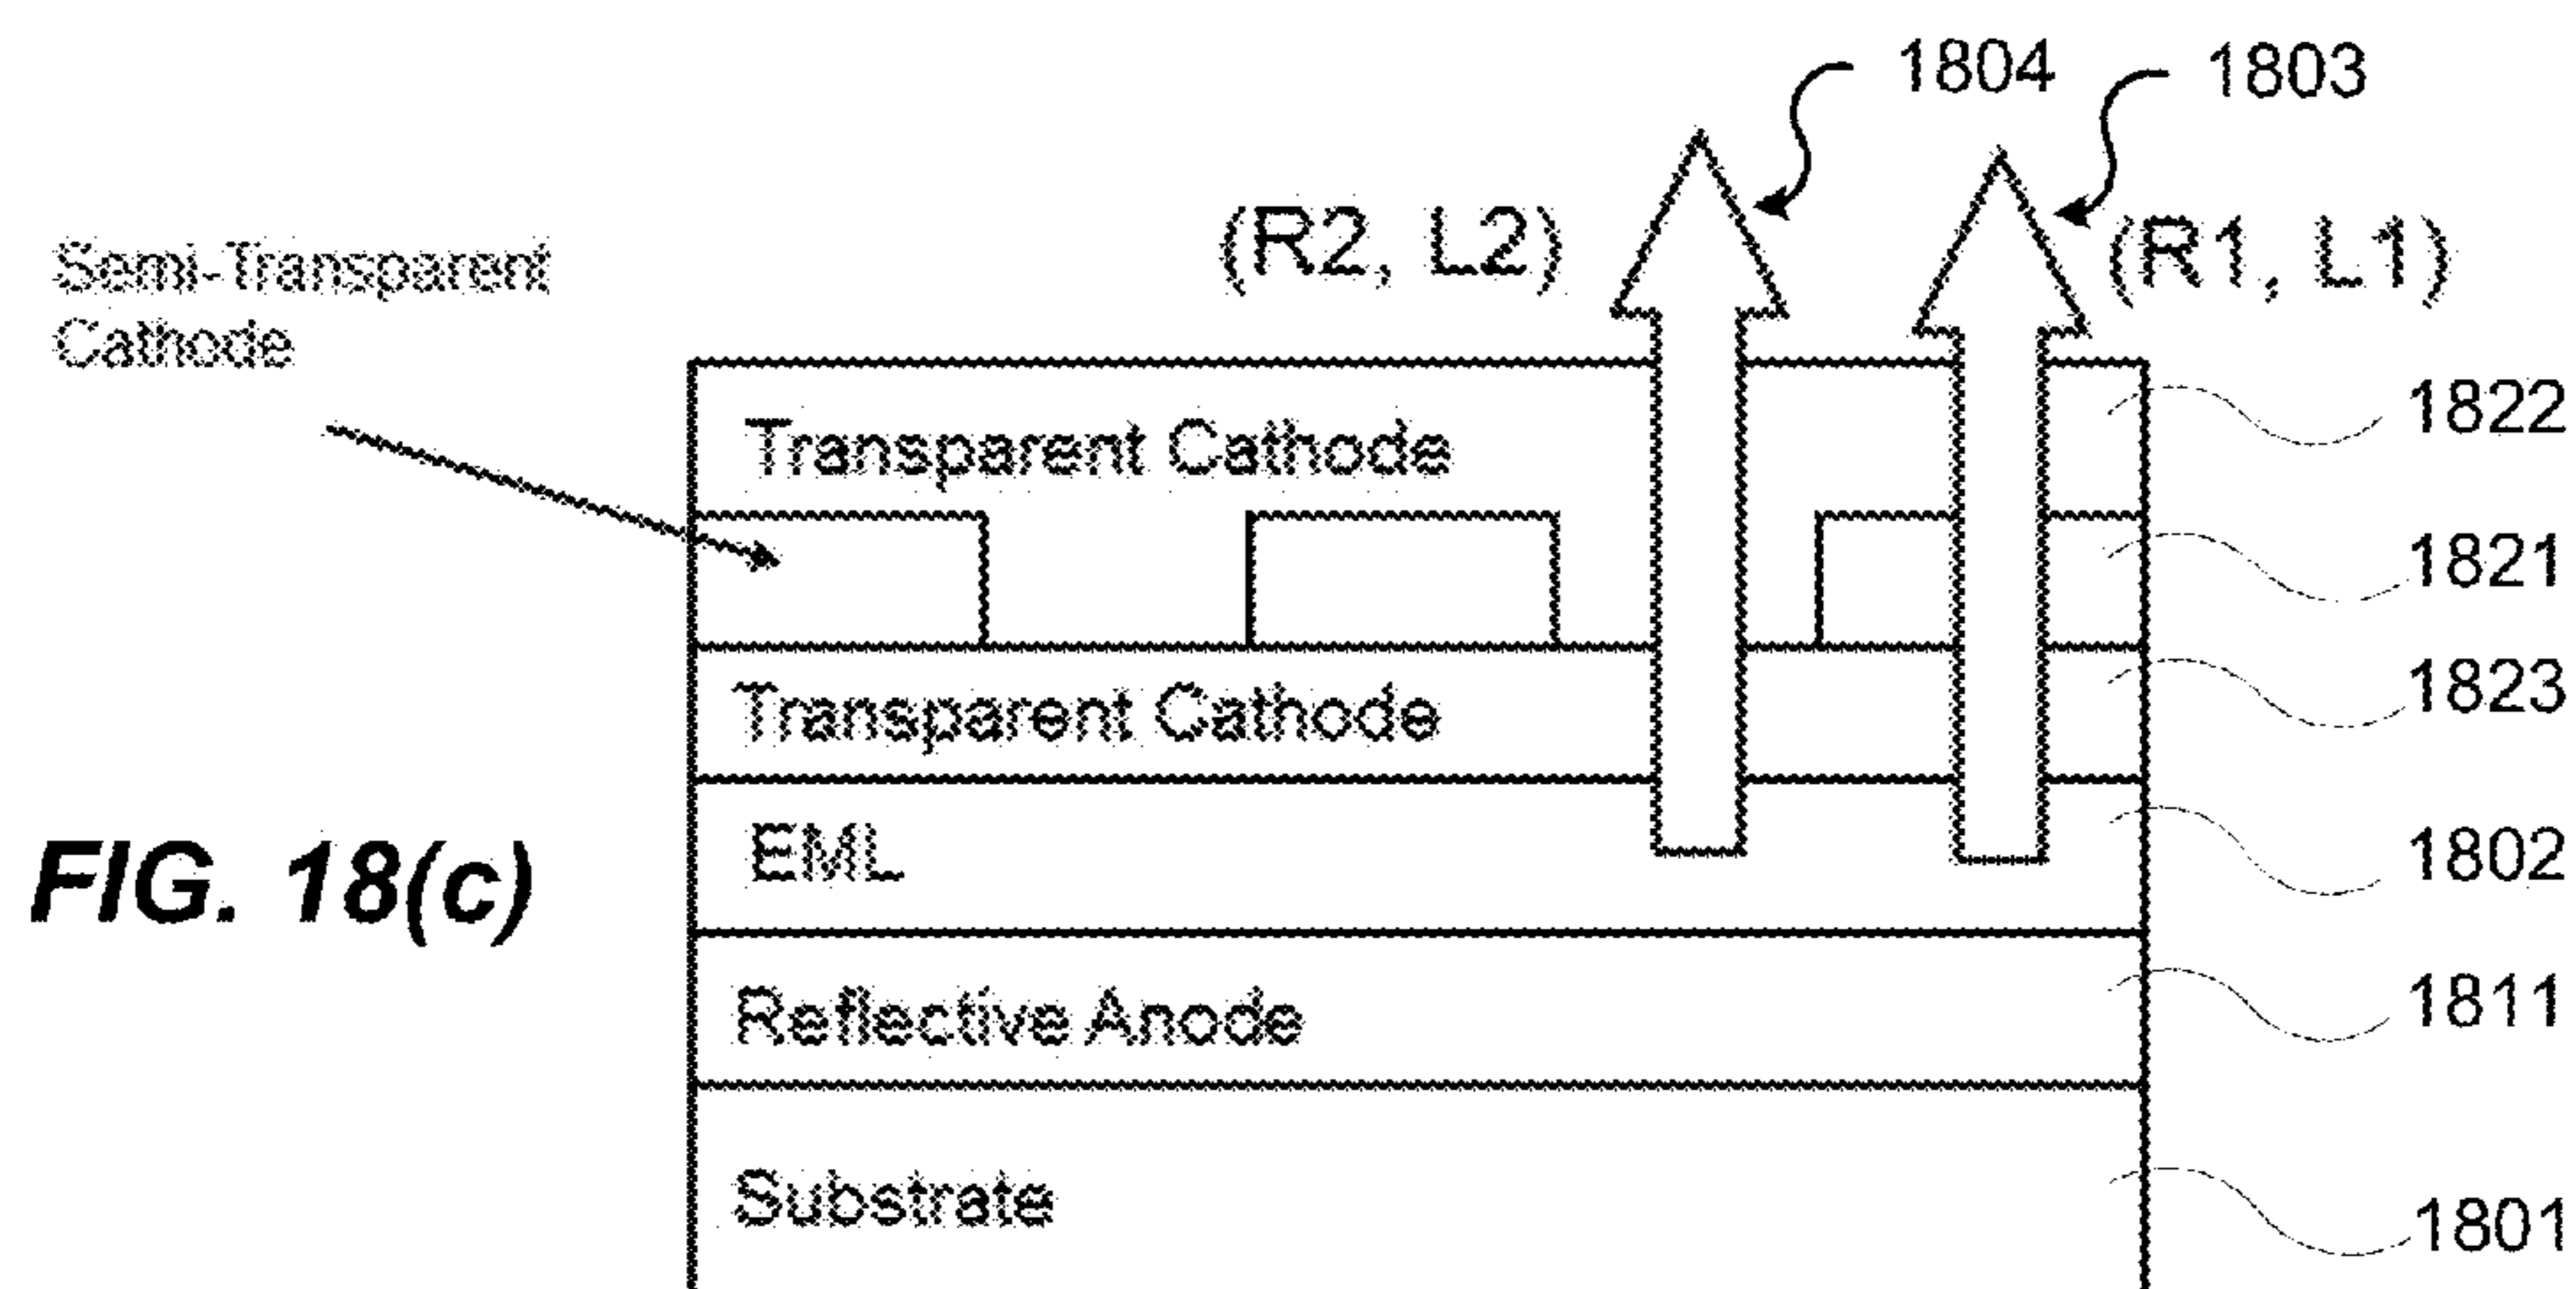 1804
1803
(R2, L2)
(R1, L1)
Semi-Transparent
Cathode
1822
Transparent Cathode
1821
1823
Transparent Cathode
EML
1802
FIG. 18(c)
1811
Reflective Anode
Substrate
1801